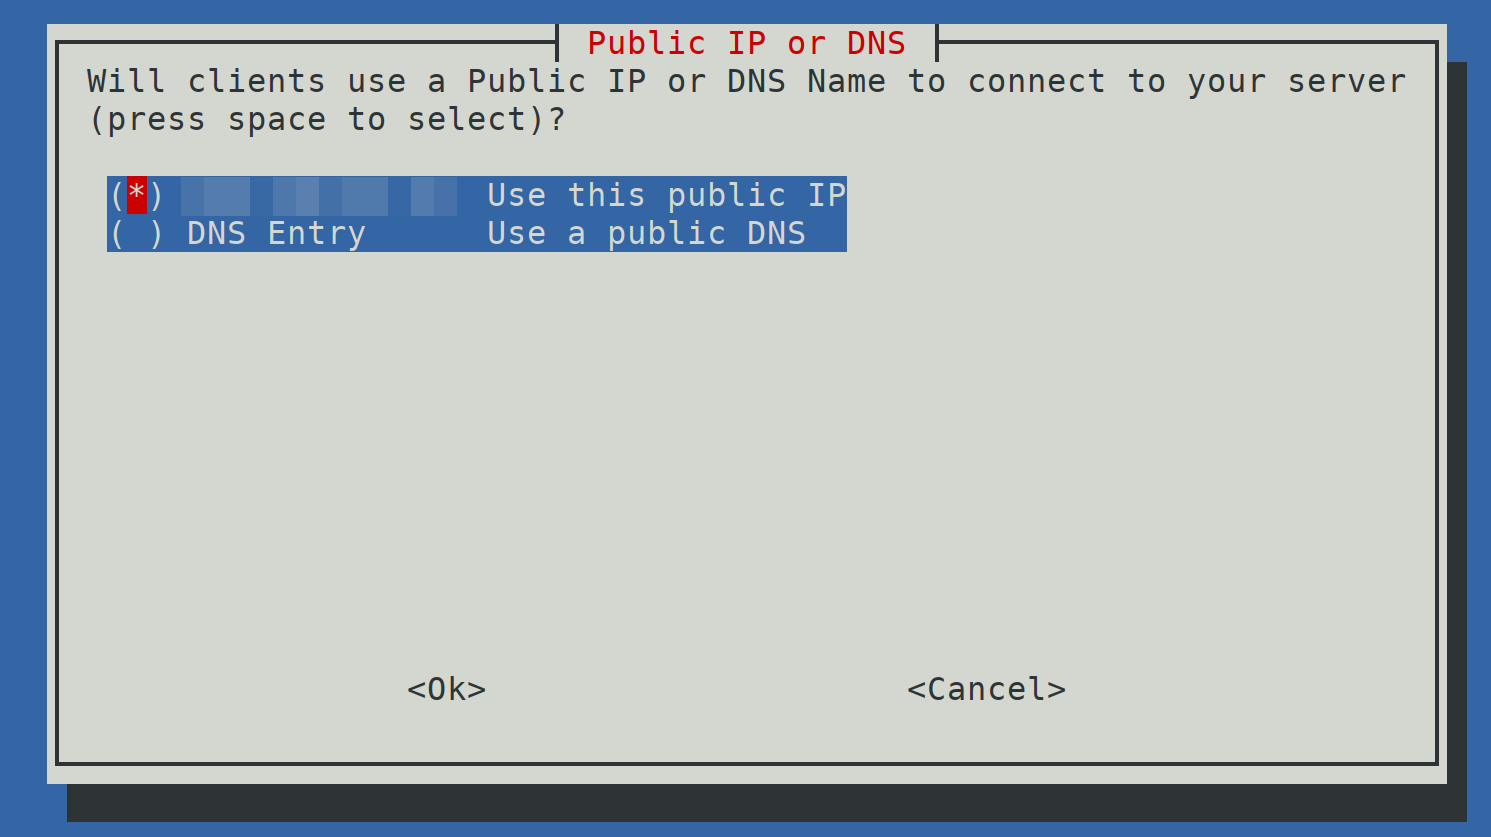 Public IP or DNS
Will clients use a Public IP or DNS Name to connect to your server
(press space to select)?
(*) Use this public IP
( ) DNS Entry Use a public DNS
<Ok> <Cancel>